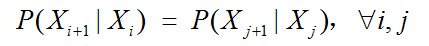 P(X_{i+1} | X_i) = P(X_{j+1} | X_j), ∀i, j